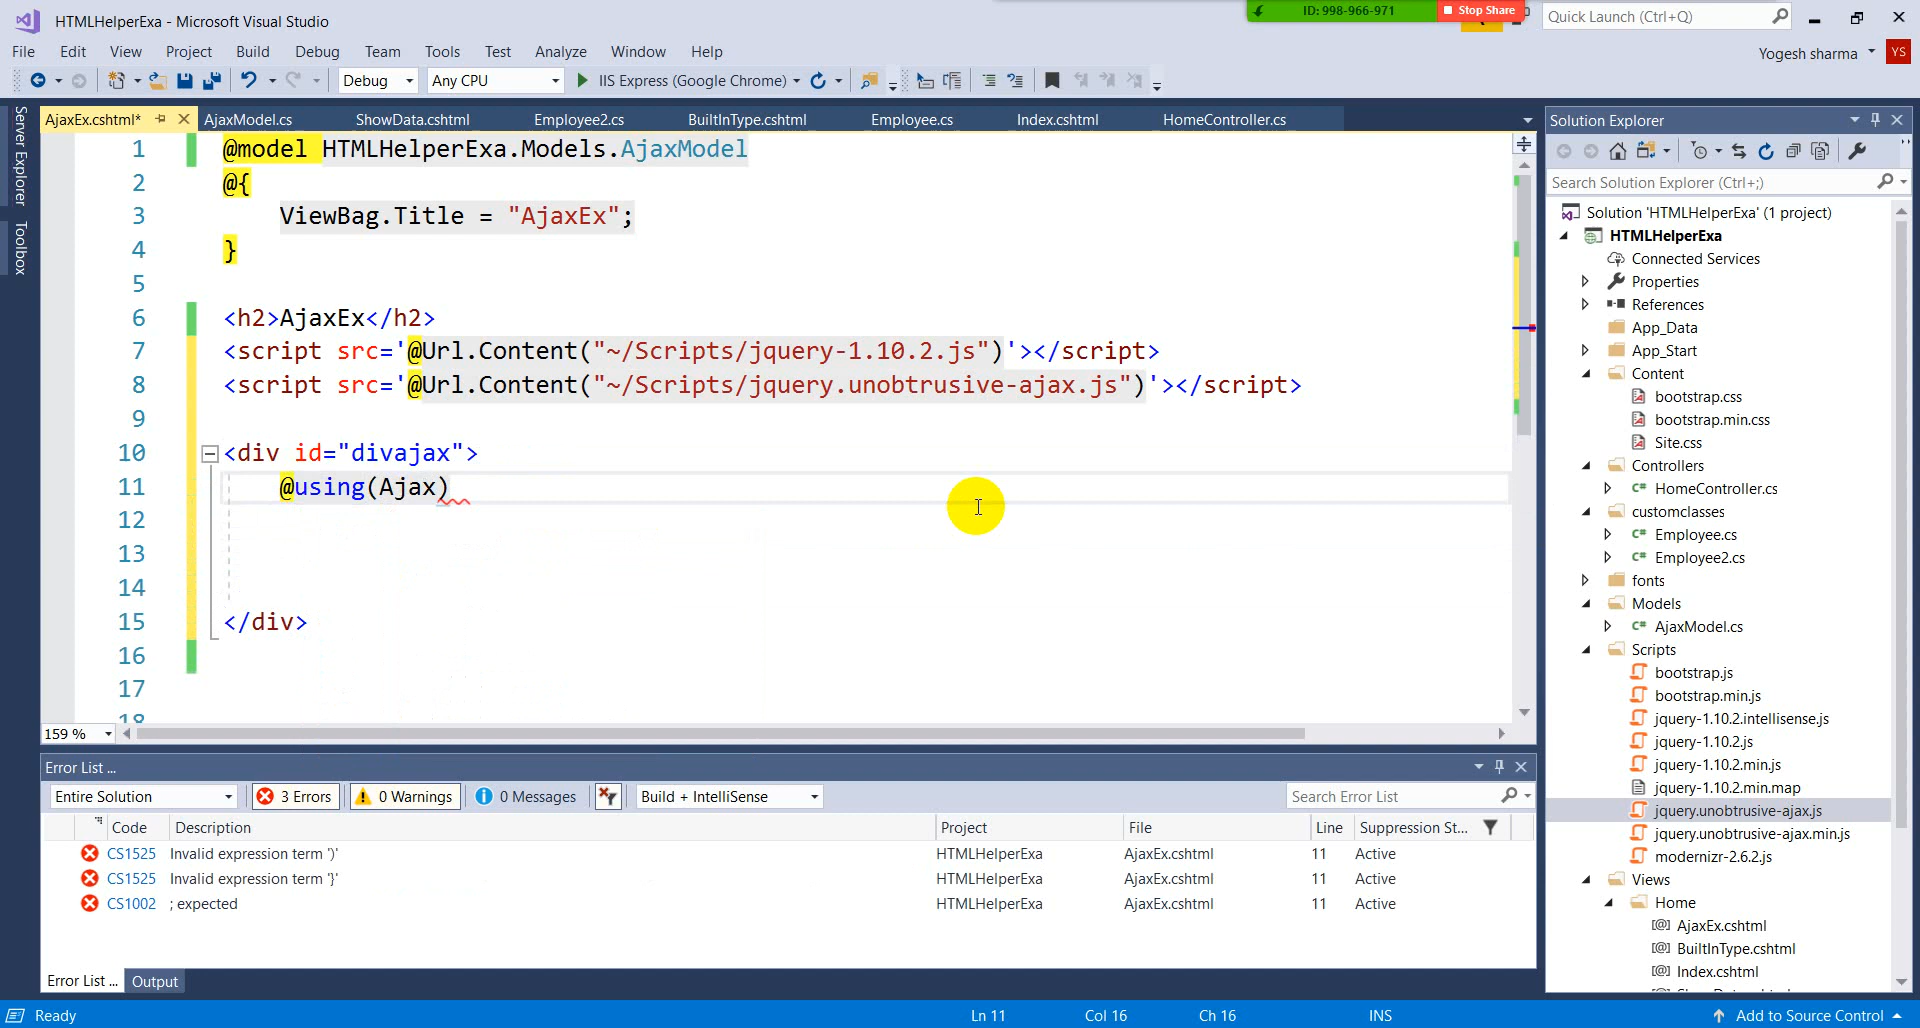 HTMLHelperExa - Microsoft Visual Studio
ID: 998-966-971
Stop Share
Quick Launch (Ctrl+Q)
File Edit View Project Build Debug Team Tools Test Analyze Window Help
Yogesh sharma YS
Debug Any CPU IIS Express (Google Chrome)
Server Explorer
Toolbox
AjaxEx.cshtml* AjaxModel.cs ShowData.cshtml Employee2.cs BuiltInType.cshtml Employee.cs Index.cshtml HomeController.cs
1 @model HTMLHelperExa.Models.AjaxModel
2 @{
3 ViewBag.Title = "AjaxEx";
4 }
5
6 <h2>AjaxEx</h2>
7 <script src='@Url.Content("~/Scripts/jquery-1.10.2.js")'></script>
8 <script src='@Url.Content("~/Scripts/jquery.unobtrusive-ajax.js")'></script>
9
10 <div id="divajax">
11 @using(Ajax)
12
13
14
15 </div>
16
17
18
159 %
Error List ...
Entire Solution 3 Errors 0 Warnings 0 Messages Build + IntelliSense Search Error List
Code Description Project File Line Suppression St...
CS1525 Invalid expression term ')' HTMLHelperExa AjaxEx.cshtml 11 Active
CS1525 Invalid expression term '}' HTMLHelperExa AjaxEx.cshtml 11 Active
CS1002 ; expected HTMLHelperExa AjaxEx.cshtml 11 Active
Error List ... Output
Solution Explorer
Search Solution Explorer (Ctrl+;)
Solution 'HTMLHelperExa' (1 project)
HTMLHelperExa
Connected Services
Properties
References
App_Data
App_Start
Content
bootstrap.css
bootstrap.min.css
Site.css
Controllers
HomeController.cs
customclasses
Employee.cs
Employee2.cs
fonts
Models
AjaxModel.cs
Scripts
bootstrap.js
bootstrap.min.js
jquery-1.10.2.intellisense.js
jquery-1.10.2.js
jquery-1.10.2.min.js
jquery-1.10.2.min.map
jquery.unobtrusive-ajax.js
jquery.unobtrusive-ajax.min.js
modernizr-2.6.2.js
Views
Home
AjaxEx.cshtml
BuiltInType.cshtml
Index.cshtml
Ready Ln 11 Col 16 Ch 16 INS Add to Source Control